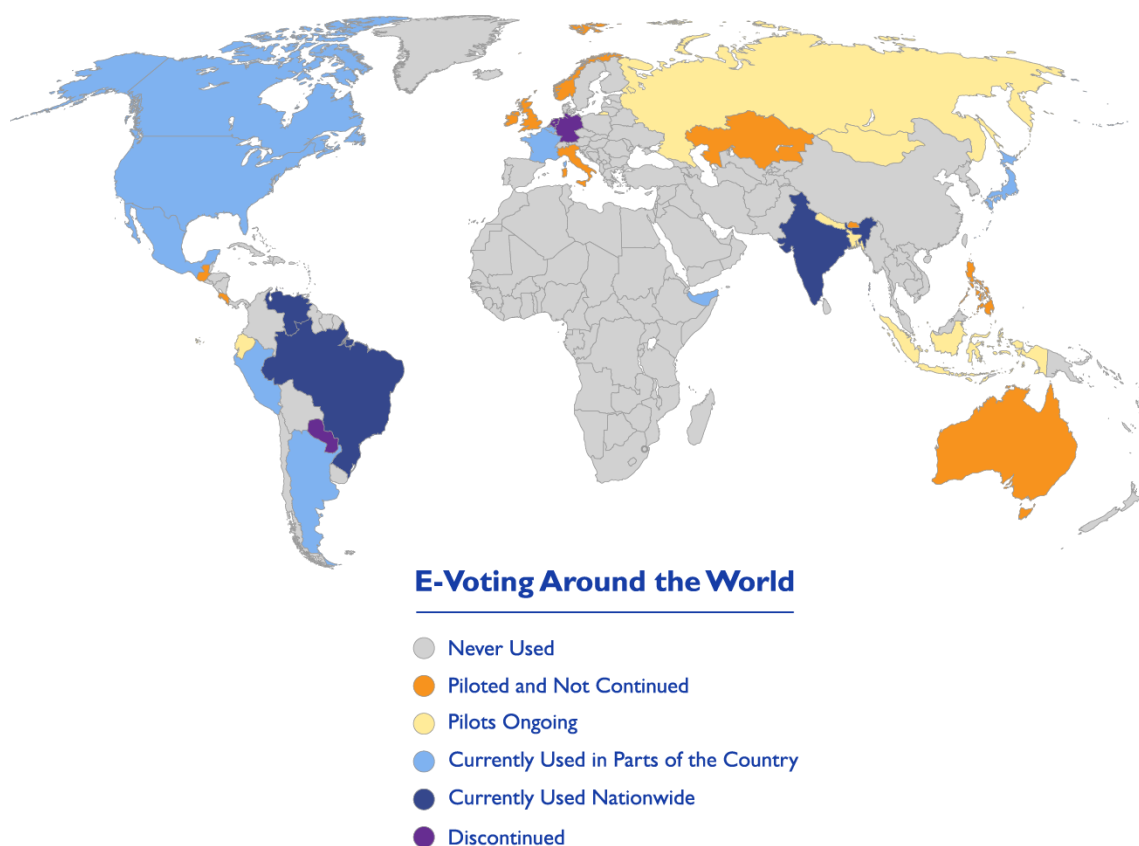 E-Voting Around the World
Never Used
Piloted and Not Continued
Pilots Ongoing
Currently Used in Parts of the Country
Currently Used Nationwide
Discontinued